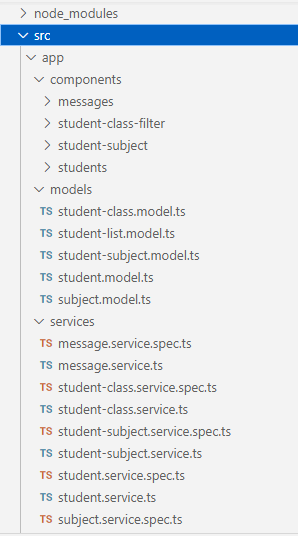 node_modules
src
app
components
messages
student-class-filter
student-subject
students
models
TS student-class.model.ts
TS student-list.model.ts
TS student-subject.model.ts
TS student.model.ts
TS subject.model.ts
services
TS message.service.spec.ts
TS message.service.ts
TS student-class.service.spec.ts
TS student-class.service.ts
TS student-subject.service.spec.ts
TS student-subject.service.ts
TS student.service.spec.ts
TS student.service.ts
TS subject.service.spec.ts